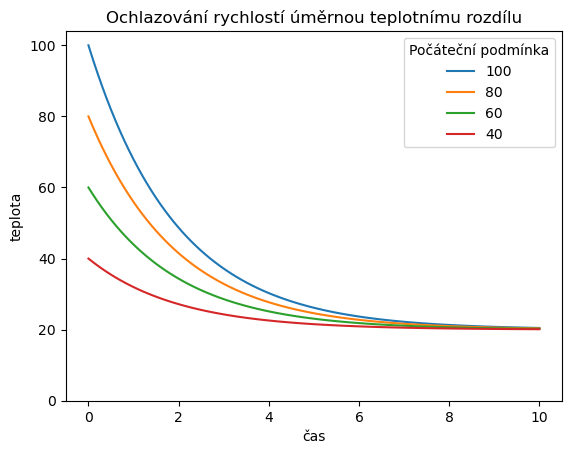 Ochlazování rychlostí úměrnou teplotnímu rozdílu
Počáteční podmínka
100
80
60
40
100
80
60
40
20
0
teplota
0 2 4 6 8 10
čas